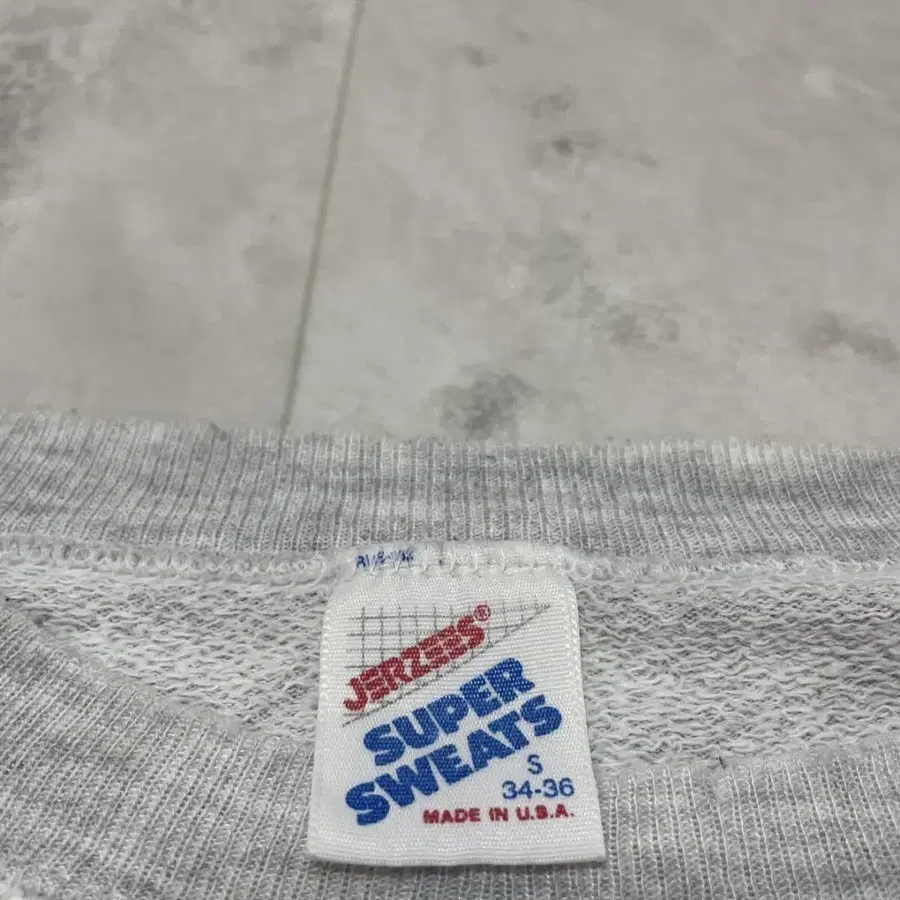 JERZEES®
SUPER
SWEATS
S
34-36
MADE IN U.S.A.